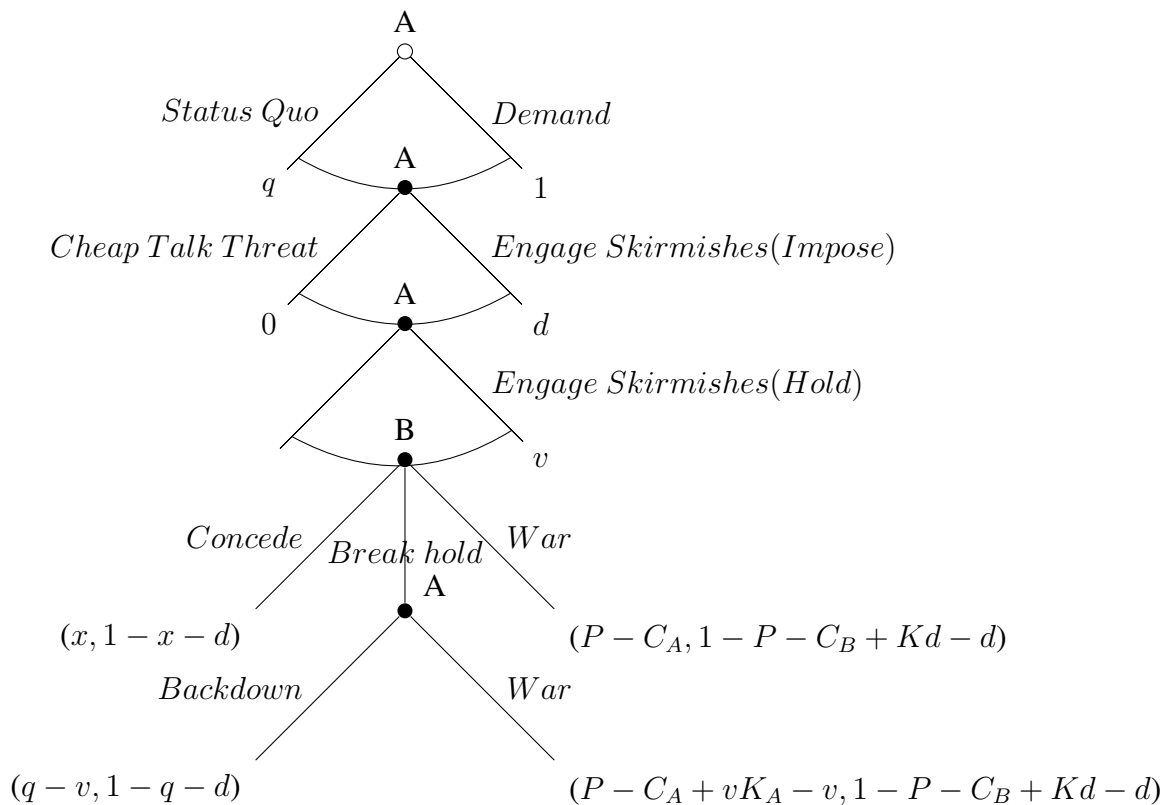 A
Status Quo Demand
q A 1
Cheap Talk Threat Engage Skirmishes(Impose)
0 A d
Engage Skirmishes(Hold)
B v
Concede Break hold War
A
(x, 1 − x − d) (P − C_A, 1 − P − C_B + Kd − d)
Backdown War
(q − v, 1 − q − d) (P − C_A + vK_A − v, 1 − P − C_B + Kd − d)